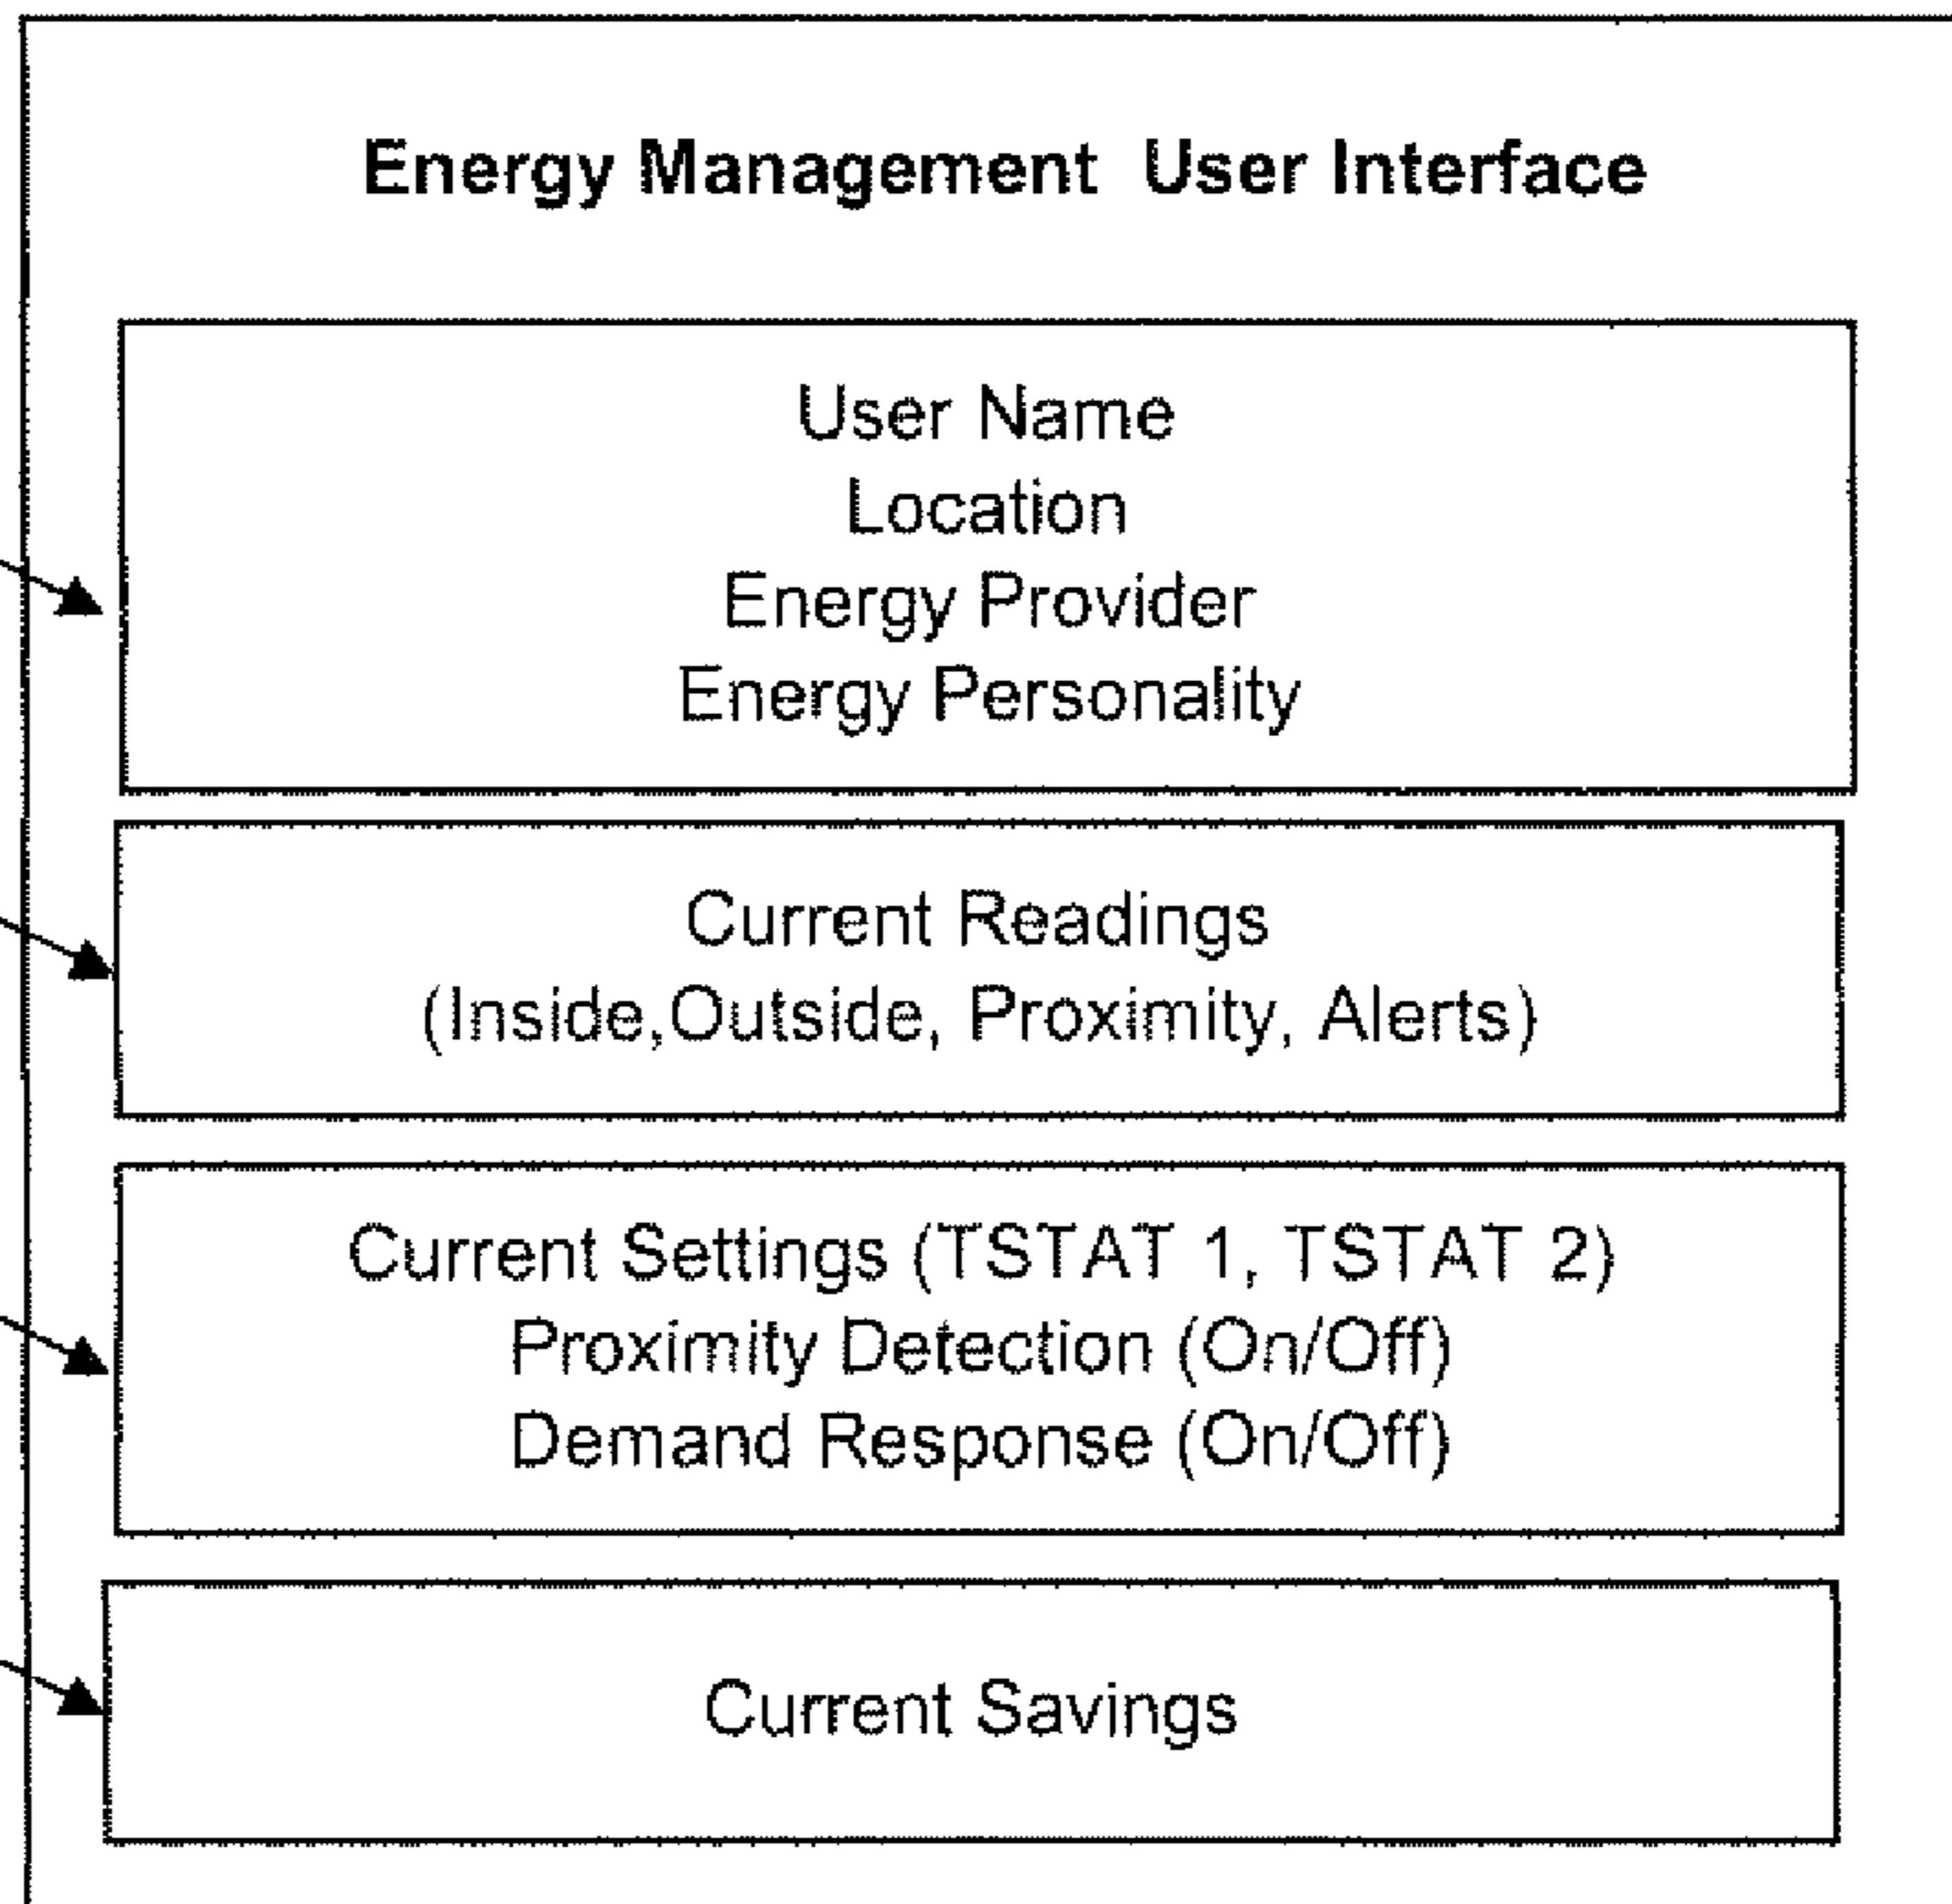 Energy Management User Interface
User Name
Location
Energy Provider
Energy Personality
Current Readings
(Inside,Outside, Proximity, Alerts)
Current Settings (TSTAT 1, TSTAT 2)
Proximity Detection (On/Off)
Demand Response (On/Off)
Current Savings